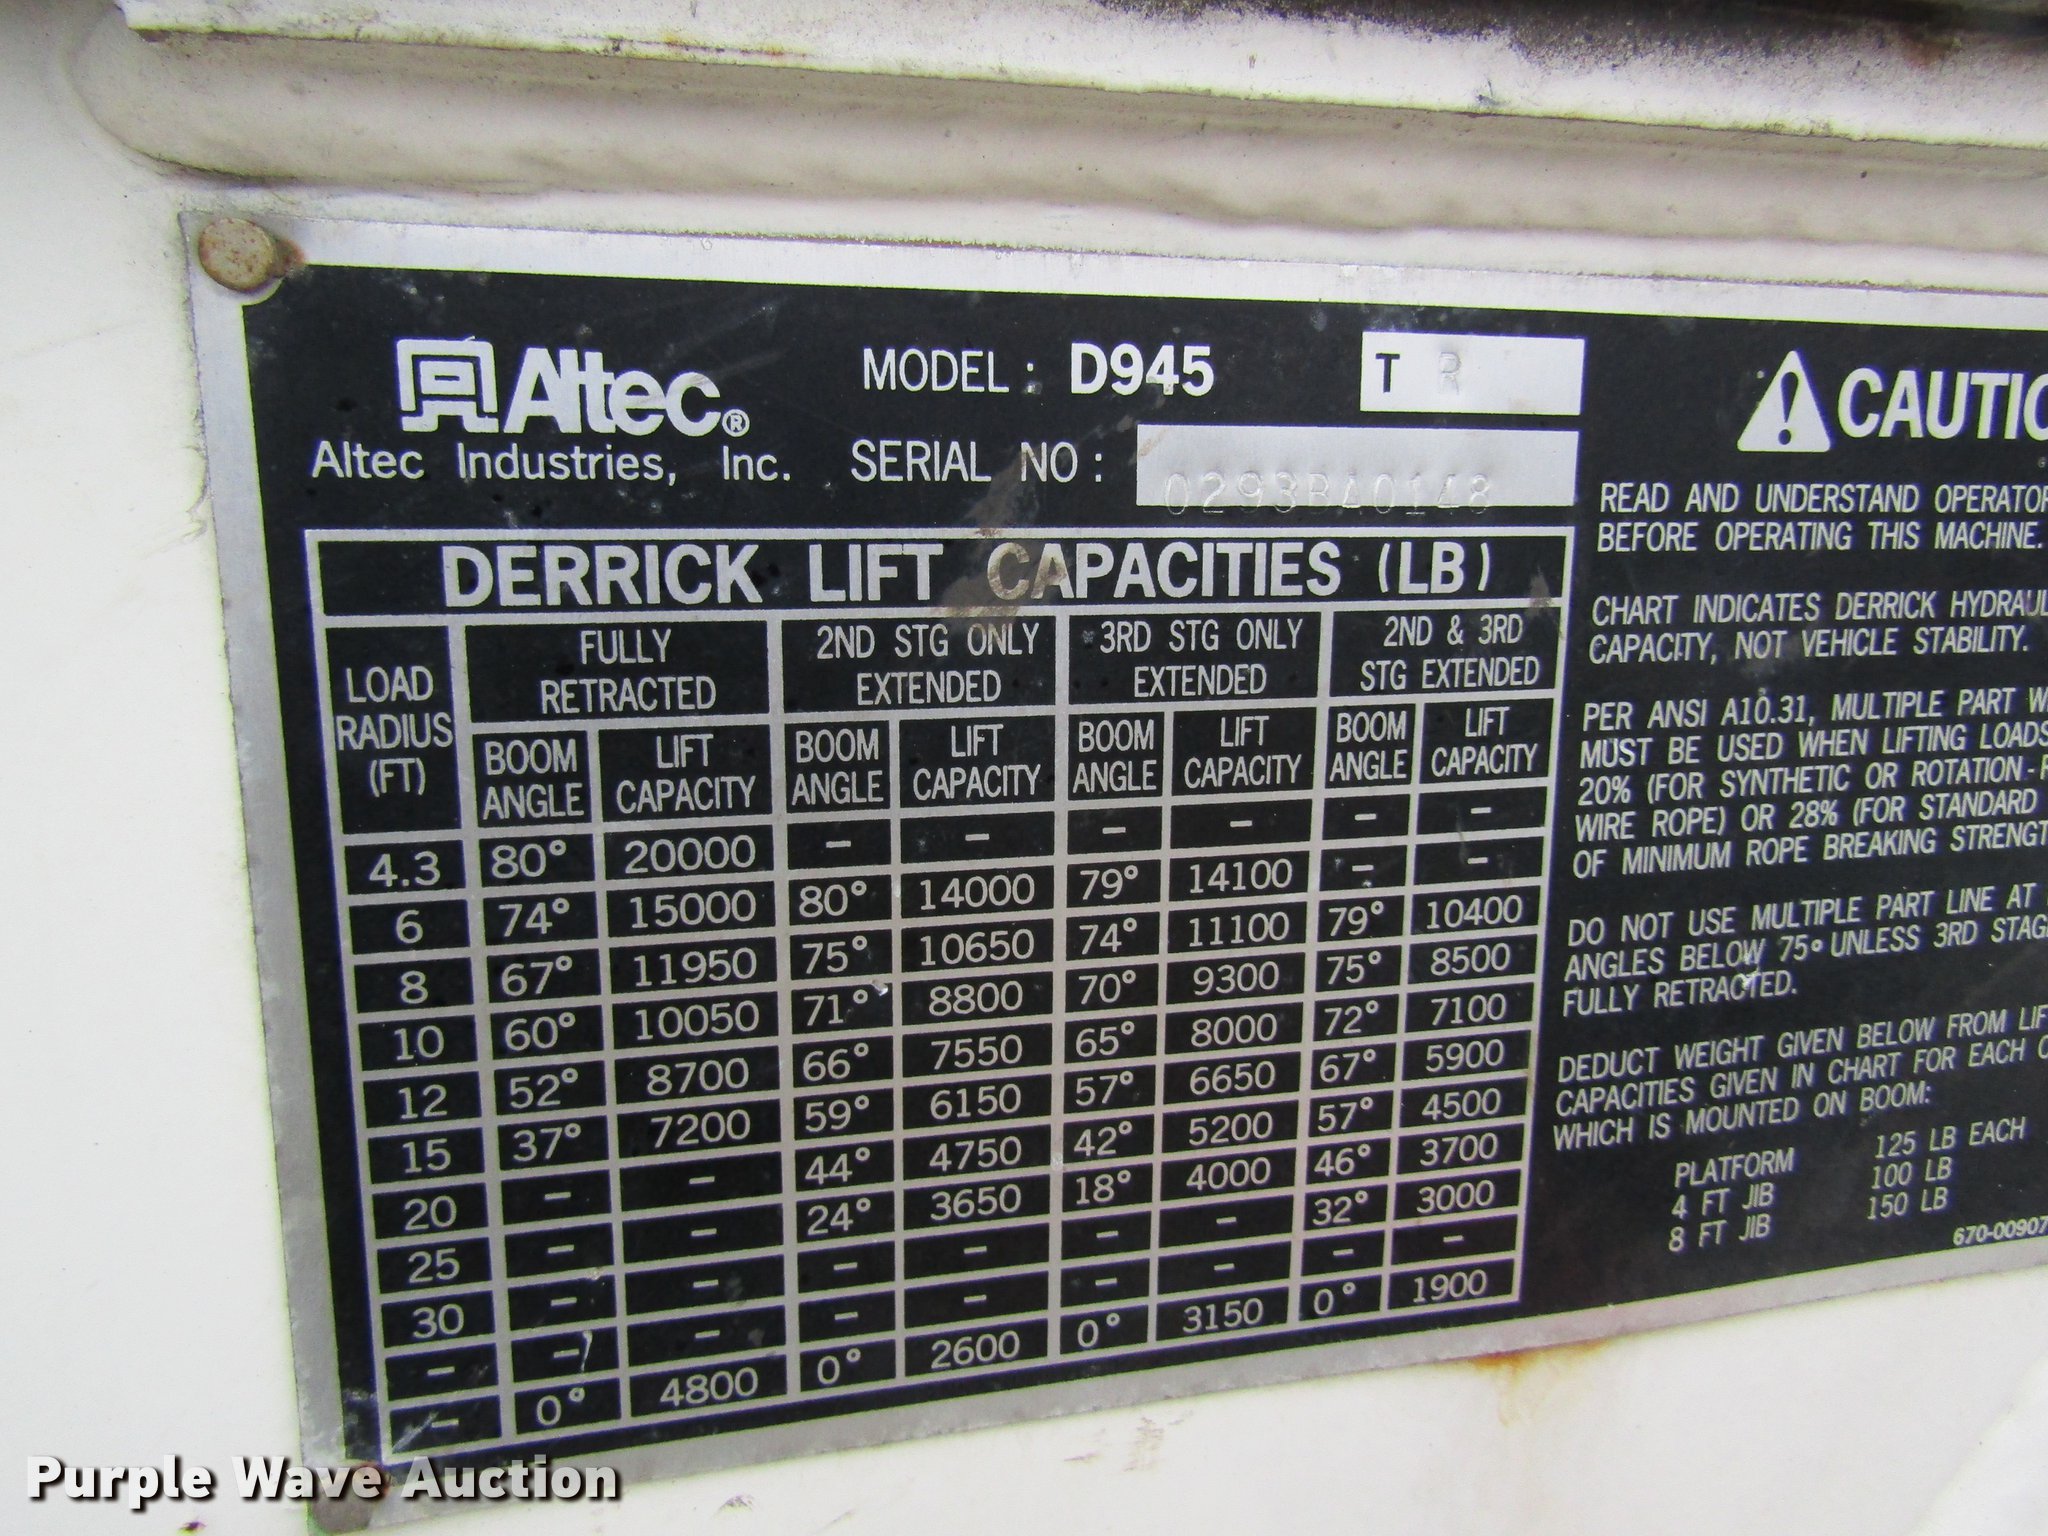 Altec®
Altec Industries, Inc.
MODEL: D945 T R
SERIAL NO: 0293BA0148
DERRICK LIFT CAPACITIES (LB)
LOAD RADIUS (FT)
FULLY RETRACTED
2ND STG ONLY EXTENDED
3RD STG ONLY EXTENDED
2ND & 3RD STG EXTENDED
BOOM ANGLE LIFT CAPACITY BOOM ANGLE LIFT CAPACITY BOOM ANGLE LIFT CAPACITY BOOM ANGLE LIFT CAPACITY
4.3 80° 20000 - - - - - -
6 74° 15000 80° 14000 79° 14100 - -
8 67° 11950 75° 10650 74° 11100 79° 10400
10 60° 10050 71° 8800 70° 9300 75° 8500
12 52° 8700 66° 7550 65° 8000 72° 7100
15 37° 7200 59° 6150 57° 6650 67° 5900
20 - - 44° 4750 42° 5200 57° 4500
25 - - 24° 3650 18° 4000 46° 3700
30 - - - - - - 32° 3000
- - - - - - - - -
- 0° 4800 0° 2600 0° 3150 0° 1900
READ AND UNDERSTAND
BEFORE OPERATING THIS MACHINE.
CHART INDICATES DERRICK
CAPACITY, NOT VEHICLE STABILITY.
PER ANSI A10.31, MULTIPLE PART
MUST BE USED WHEN LIFTING LOADS
20% (FOR SYNTHETIC OR ROTATION-
WIRE ROPE) OR 28% (FOR STANDARD
OF MINIMUM ROPE BREAKING
DO NOT USE MULTIPLE PART LINE AT
ANGLES BELOW 75° UNLESS 3RD
FULLY RETRACTED.
DEDUCT WEIGHT GIVEN BELOW FROM
CAPACITIES GIVEN IN CHART FOR EACH
WHICH IS MOUNTED ON BOOM:
PLATFORM 125 LB EACH
4 FT JIB 100 LB
8 FT JIB 150 LB
670-00907
Purple Wave Auction